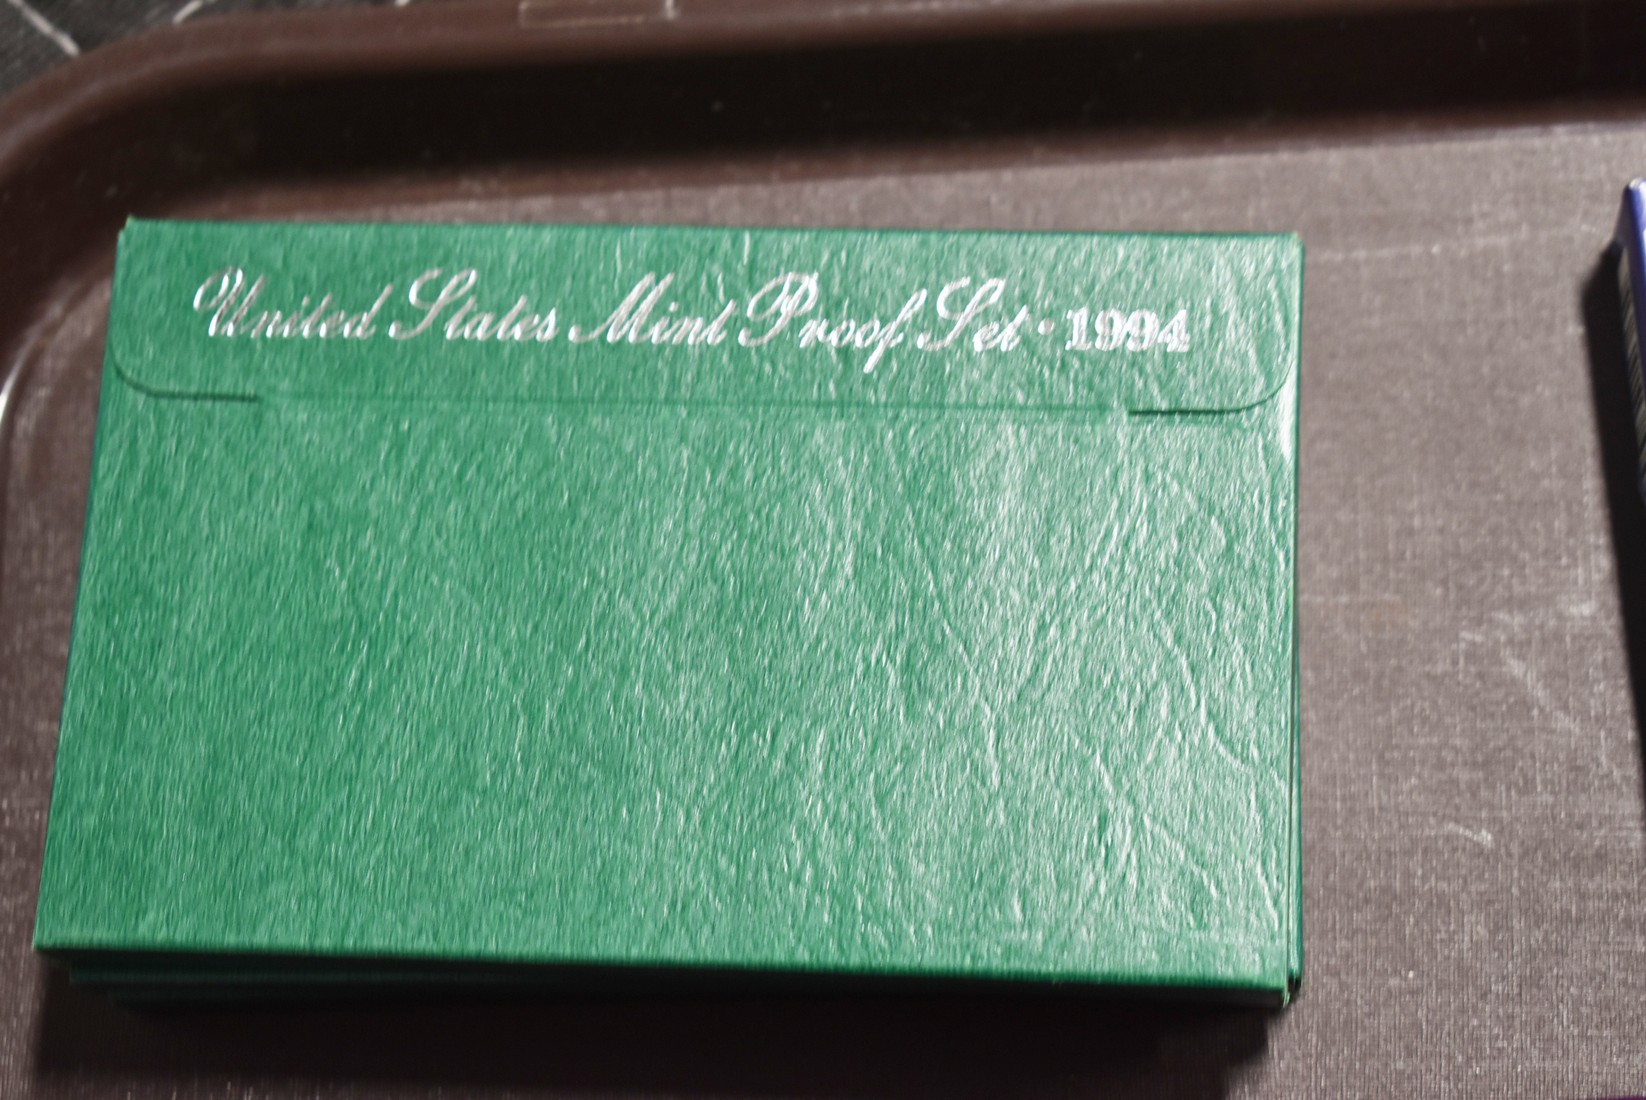 United States Mint Proof Set · 1994